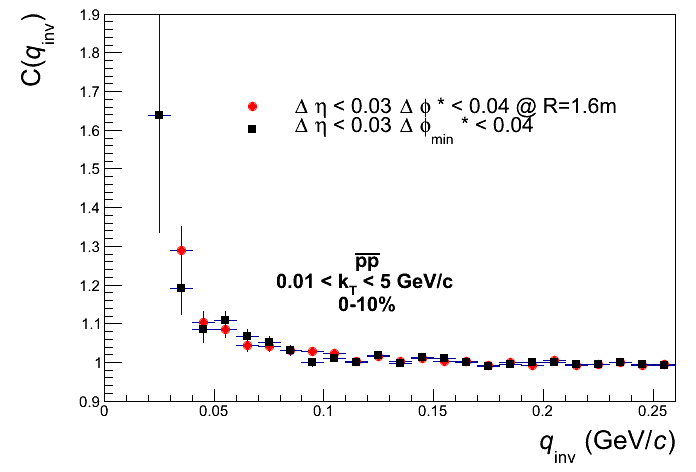 C(q_inv)
1.9
1.8
1.7
1.6
1.5
1.4
1.3
1.2
1.1
1
0.9
Δ η < 0.03 Δ ϕ * < 0.04 @ R=1.6m
Δ η < 0.03 Δ ϕ_min * < 0.04
p̅p̅
0.01 < k_T < 5 GeV/c
0-10%
0 0.05 0.1 0.15 0.2 0.25
q_inv (GeV/c)